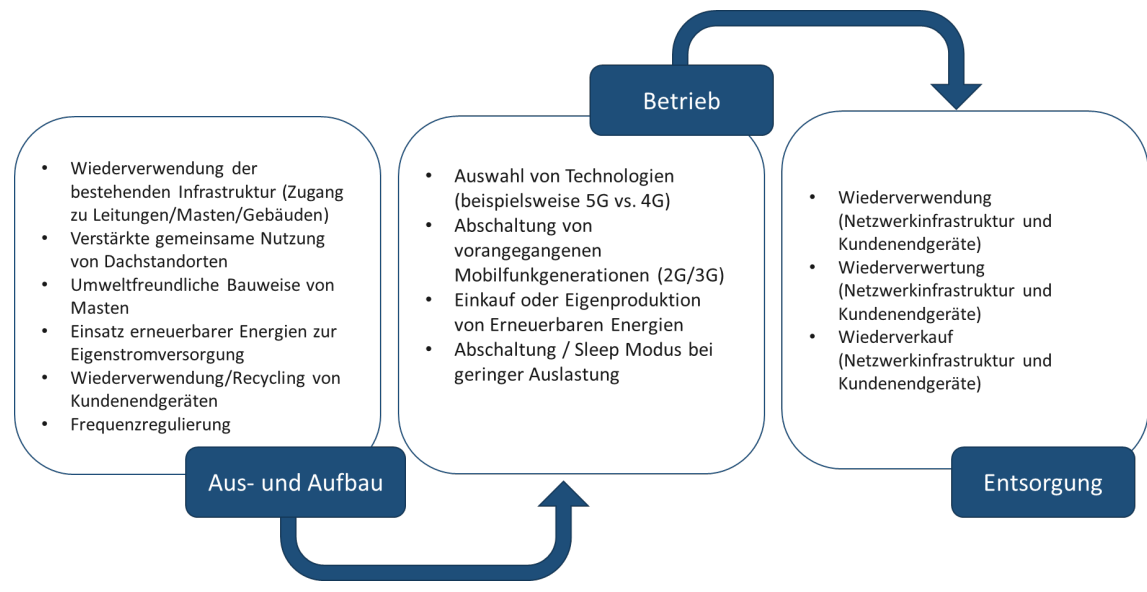 • Wiederverwendung der
bestehenden Infrastruktur (Zugang
zu Leitungen/Masten/Gebäuden)
• Verstärkte gemeinsame Nutzung
von Dachstandorten
• Umweltfreundliche Bauweise von
Masten
• Einsatz erneuerbarer Energien zur
Eigenstromversorgung
• Wiederverwendung/Recycling von
Kundenendgeräten
• Frequenzregulierung
Aus- und Aufbau
Betrieb
• Auswahl von Technologien
(beispielsweise 5G vs. 4G)
• Abschaltung von
vorangegangenen
Mobilfunkgenerationen (2G/3G)
• Einkauf oder Eigenproduktion
von Erneuerbaren Energien
• Abschaltung / Sleep Modus bei
geringer Auslastung
• Wiederverwendung
(Netzwerkinfrastruktur und
Kundenendgeräte)
• Wiederverwertung
(Netzwerkinfrastruktur und
Kundenendgeräte)
• Wiederverkauf
(Netzwerkinfrastruktur und
Kundenendgeräte)
Entsorgung